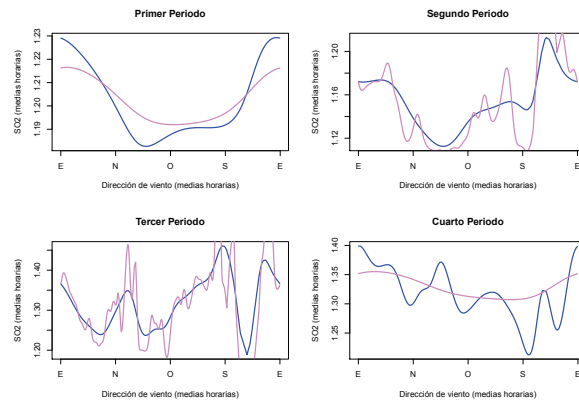 Primer Periodo
SO2 (medias horarias)
1.23
1.22
1.21
1.20
1.19
E N O S E
Dirección de viento (medias horarias)
Segundo Periodo
SO2 (medias horarias)
1.20
1.16
1.12
E N O S E
Dirección de viento (medias horarias)
Tercer Periodo
SO2 (medias horarias)
1.40
1.30
1.20
E N O S E
Dirección de viento (medias horarias)
Cuarto Periodo
SO2 (medias horarias)
1.40
1.35
1.30
1.25
E N O S E
Dirección de viento (medias horarias)